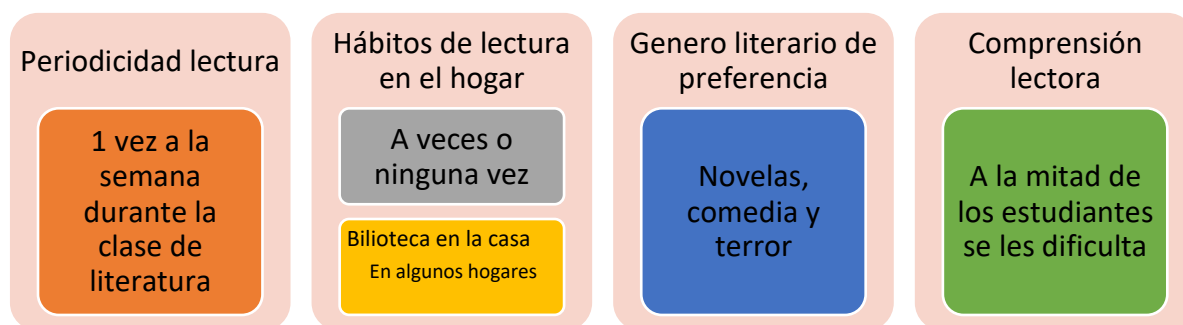 Periodicidad lectura
1 vez a la
semana
durante la
clase de
literatura
Hábitos de lectura
en el hogar
A veces o
ninguna vez
Bilioteca en la casa
En algunos hogares
Genero literario de
preferencia
Novelas,
comedia y
terror
Comprensión
lectora
A la mitad de
los estudiantes
se les dificulta